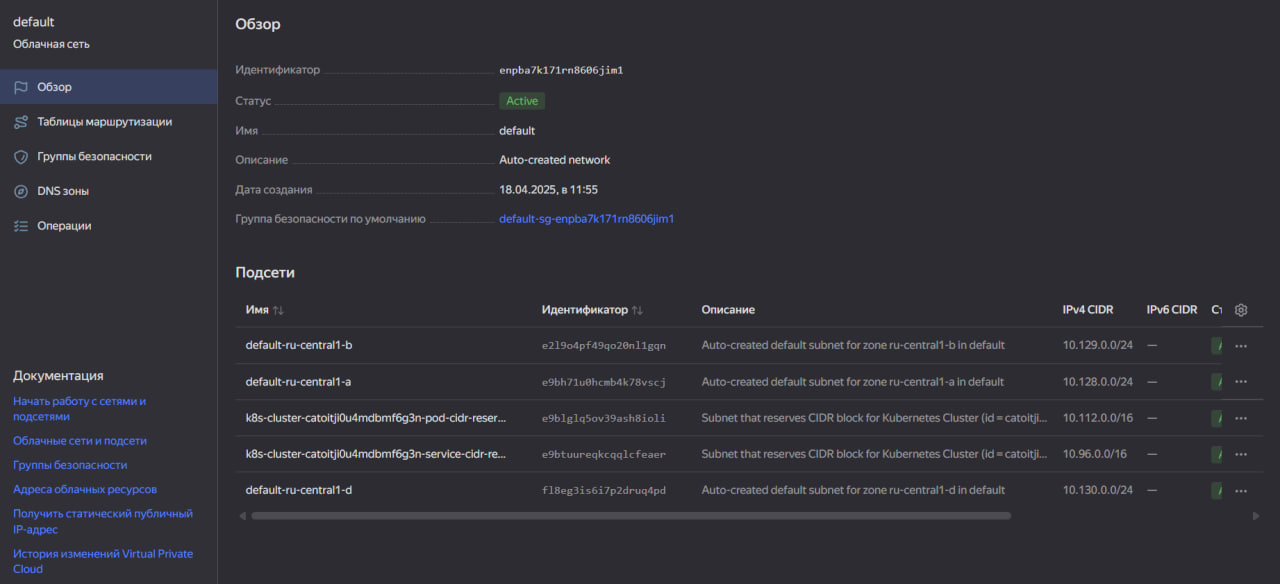 default
Облачная сеть
Обзор
Таблицы маршрутизации
Группы безопасности
DNS зоны
Операции
Документация
Начать работу с сетями и
подсетями
Облачные сети и подсети
Группы безопасности
Адреса облачных ресурсов
Получить статический публичный
IP-адрес
История изменений Virtual Private
Cloud
Обзор
Идентификатор enpba7k171rn8606jim1
Статус Active
Имя default
Описание Auto-created network
Дата создания 18.04.2025, в 11:55
Группа безопасности по умолчанию default-sg-enpba7k171rn8606jim1
Подсети
Имя Идентификатор Описание IPv4 CIDR IPv6 CIDR
default-ru-central1-b e2l9o4pf49qo20nl1gqn Auto-created default subnet for zone ru-central1-b in default 10.129.0.0/24 —
default-ru-central1-a e9bh71u0hcmb4k78vscj Auto-created default subnet for zone ru-central1-a in default 10.128.0.0/24 —
k8s-cluster-catoitji0u4mdbmf6g3n-pod-cidr-reser... e9blglq5ov39ash8ioli Subnet that reserves CIDR block for Kubernetes Cluster (id = catoitji... 10.112.0.0/16 —
k8s-cluster-catoitji0u4mdbmf6g3n-service-cidr-re... e9btuureqkcqqlcfeaer Subnet that reserves CIDR block for Kubernetes Cluster (id = catoitji... 10.96.0.0/16 —
default-ru-central1-d fl8eg3is6i7p2druq4pd Auto-created default subnet for zone ru-central1-d in default 10.130.0.0/24 —